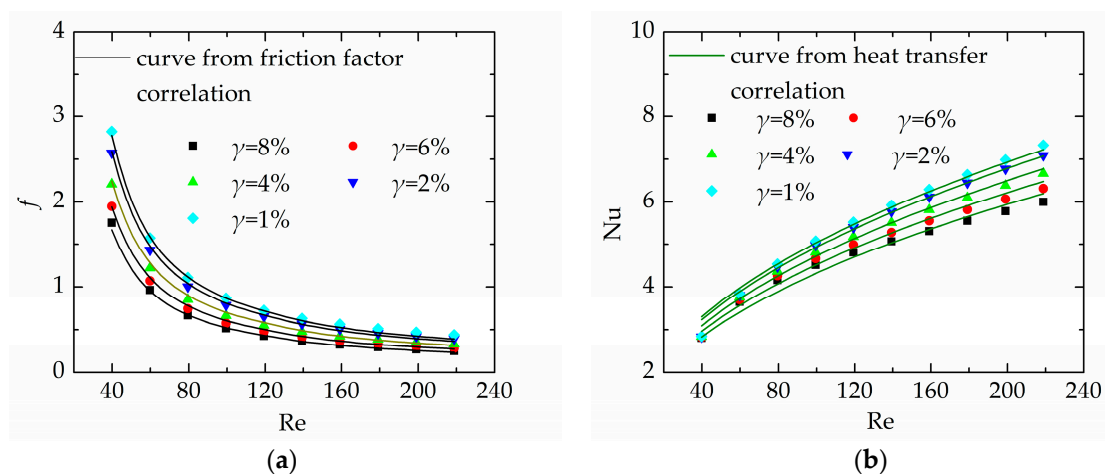 4
3
2
1
0
f
curve from friction factor
correlation
γ=8% γ=6%
γ=4% γ=2%
γ=1%
40 80 120 160 200 240
Re
(a)
10
8
6
4
2
Nu
curve from heat transfer
correlation
γ=8% γ=6%
γ=4% γ=2%
γ=1%
40 80 120 160 200 240
Re
(b)